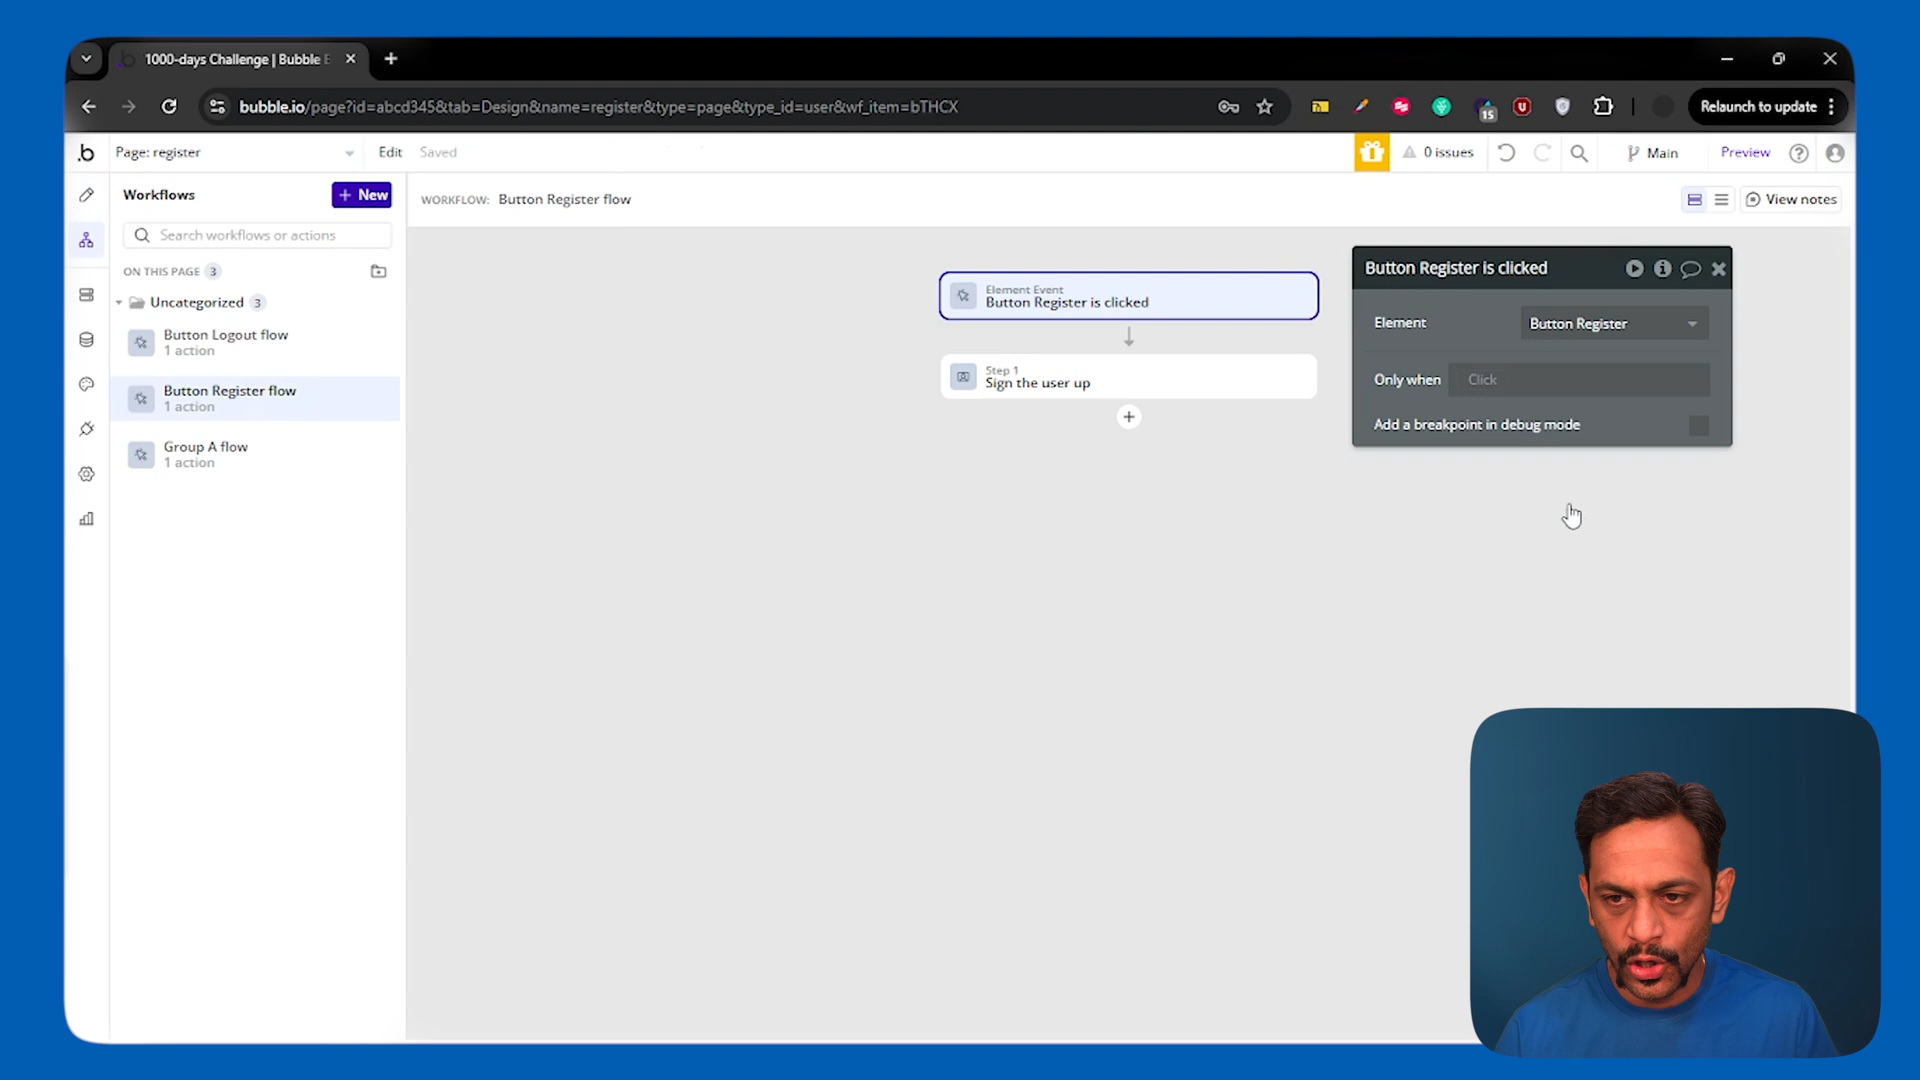 1000-days Challenge | Bubble E
bubble.io/page?id=abcd345&tab=Design&name=register&type=page&type_id=user&wf_item=bTHCX
15
Relaunch to update
.b
Page: register
Edit
Saved
0 issues
Main
Preview
Workflows
+ New
WORKFLOW: Button Register flow
View notes
Search workflows or actions
ON THIS PAGE 3
Uncategorized 3
Button Logout flow
1 action
Button Register flow
1 action
Group A flow
1 action
Element Event
Button Register is clicked
Step 1
Sign the user up
Button Register is clicked
Element
Button Register
Only when
Click
Add a breakpoint in debug mode